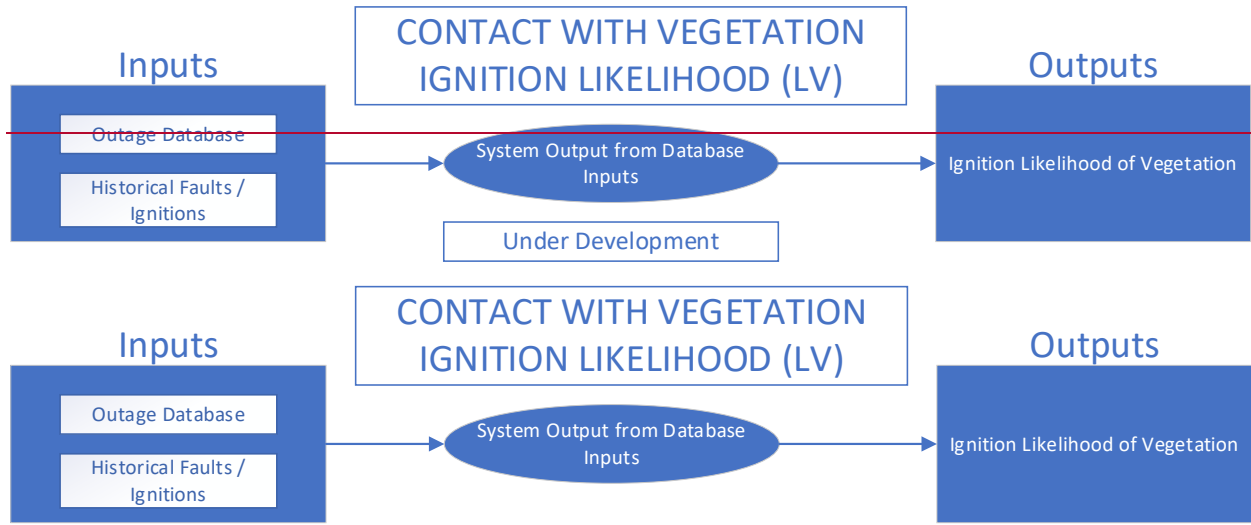 CONTACT WITH VEGETATION
IGNITION LIKELIHOOD (LV)
Inputs
Outputs
Outage Database
Historical Faults /
Ignitions
System Output from Database
Inputs
Ignition Likelihood of Vegetation
Under Development
CONTACT WITH VEGETATION
IGNITION LIKELIHOOD (LV)
Inputs
Outputs
Outage Database
Historical Faults /
Ignitions
System Output from Database
Inputs
Ignition Likelihood of Vegetation